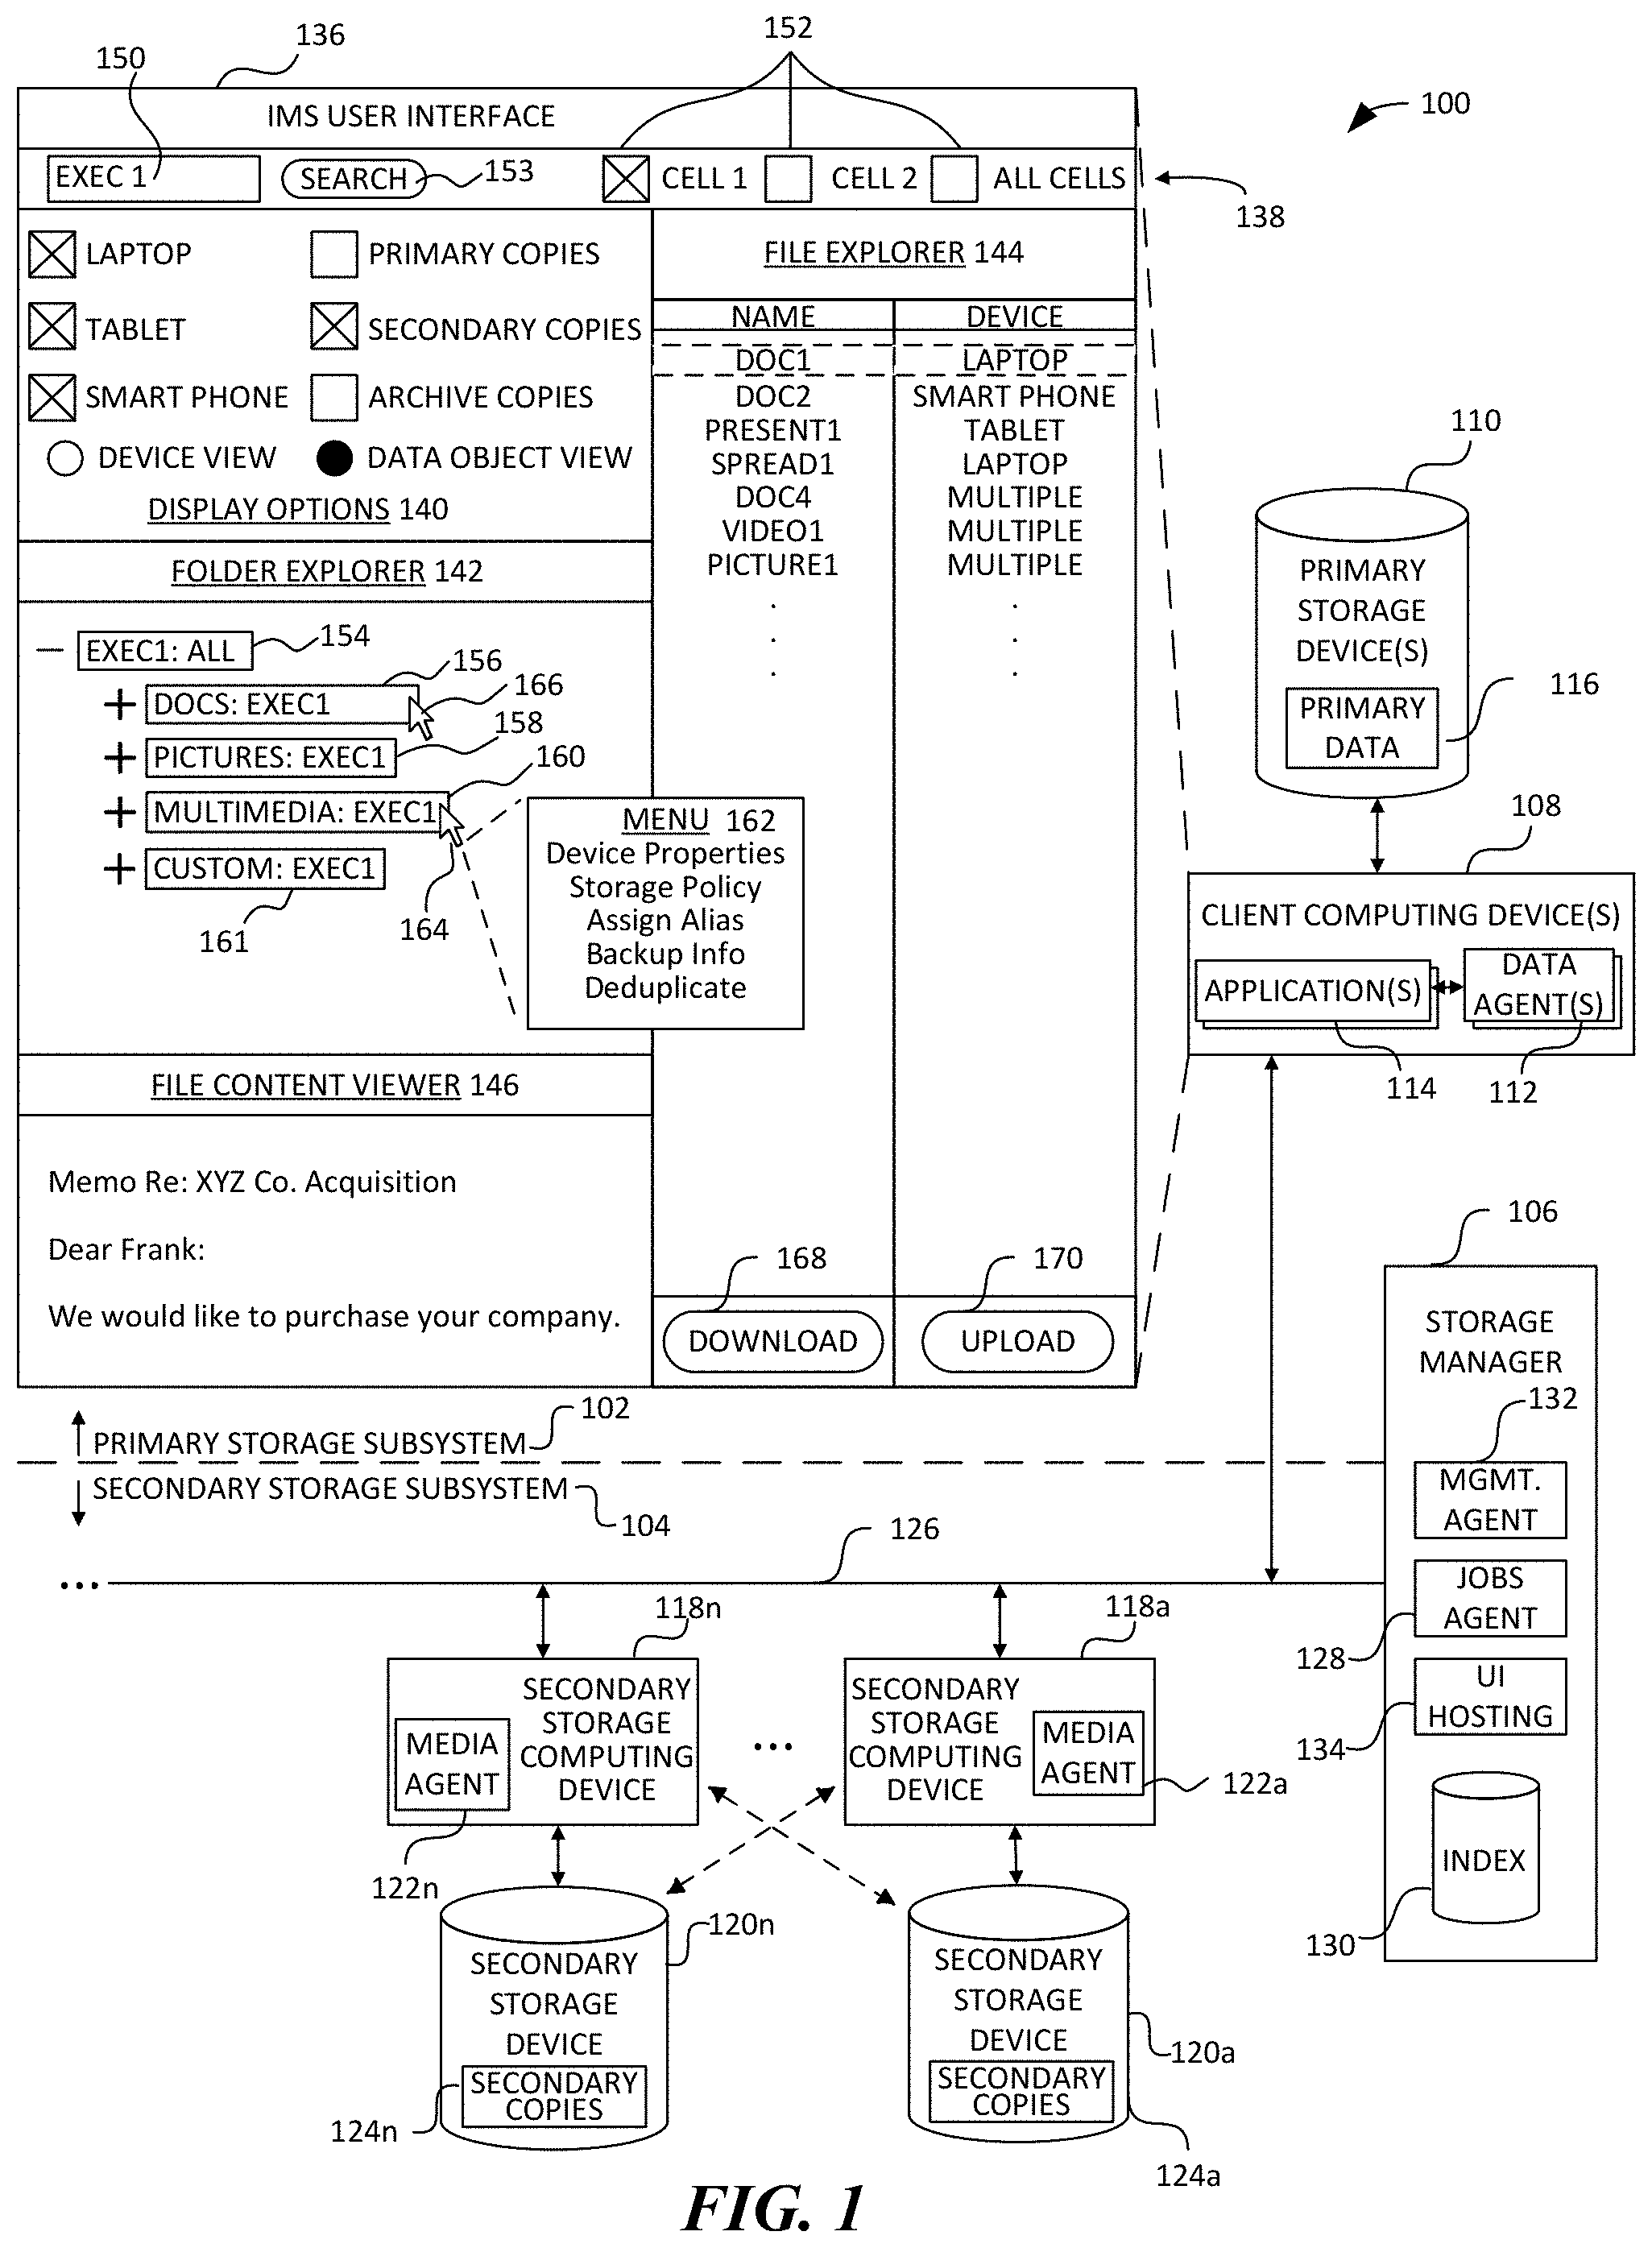 136
152
150
100
IMS USER INTERFACE
EXEC 1
SEARCH
153
CELL 1
CELL 2
ALL CELLS
138
LAPTOP
PRIMARY COPIES
TABLET
SECONDARY COPIES
SMART PHONE
ARCHIVE COPIES
DEVICE VIEW
DATA OBJECT VIEW
DISPLAY OPTIONS 140
FILE EXPLORER 144
NAME DEVICE
DOC1 LAPTOP
DOC2 SMART PHONE
PRESENT1 TABLET
SPREAD1 LAPTOP
DOC4 MULTIPLE
VIDEO1 MULTIPLE
PICTURE1 MULTIPLE
. .
. .
. .
FOLDER EXPLORER 142
EXEC1: ALL
154
156
DOCS: EXEC1
166
158
PICTURES: EXEC1
160
MULTIMEDIA: EXEC1
CUSTOM: EXEC1
161
164
MENU 162
Device Properties
Storage Policy
Assign Alias
Backup Info
Deduplicate
FILE CONTENT VIEWER 146
Memo Re: XYZ Co. Acquisition
Dear Frank:
We would like to purchase your company.
168
170
DOWNLOAD
UPLOAD
110
PRIMARY
STORAGE
DEVICE(S)
PRIMARY
DATA
116
108
CLIENT COMPUTING DEVICE(S)
APPLICATION(S)
DATA
AGENT(S)
114
112
106
STORAGE
MANAGER
132
MGMT.
AGENT
JOBS
AGENT
128
UI
HOSTING
134
INDEX
130
102
PRIMARY STORAGE SUBSYSTEM
SECONDARY STORAGE SUBSYSTEM
104
126
...
118n
118a
SECONDARY
STORAGE
COMPUTING
DEVICE
MEDIA
AGENT
...
SECONDARY
STORAGE
COMPUTING
DEVICE
MEDIA
AGENT
122a
122n
120n
SECONDARY
STORAGE
DEVICE
SECONDARY
COPIES
124n
SECONDARY
STORAGE
DEVICE
120a
SECONDARY
COPIES
124a
FIG. 1